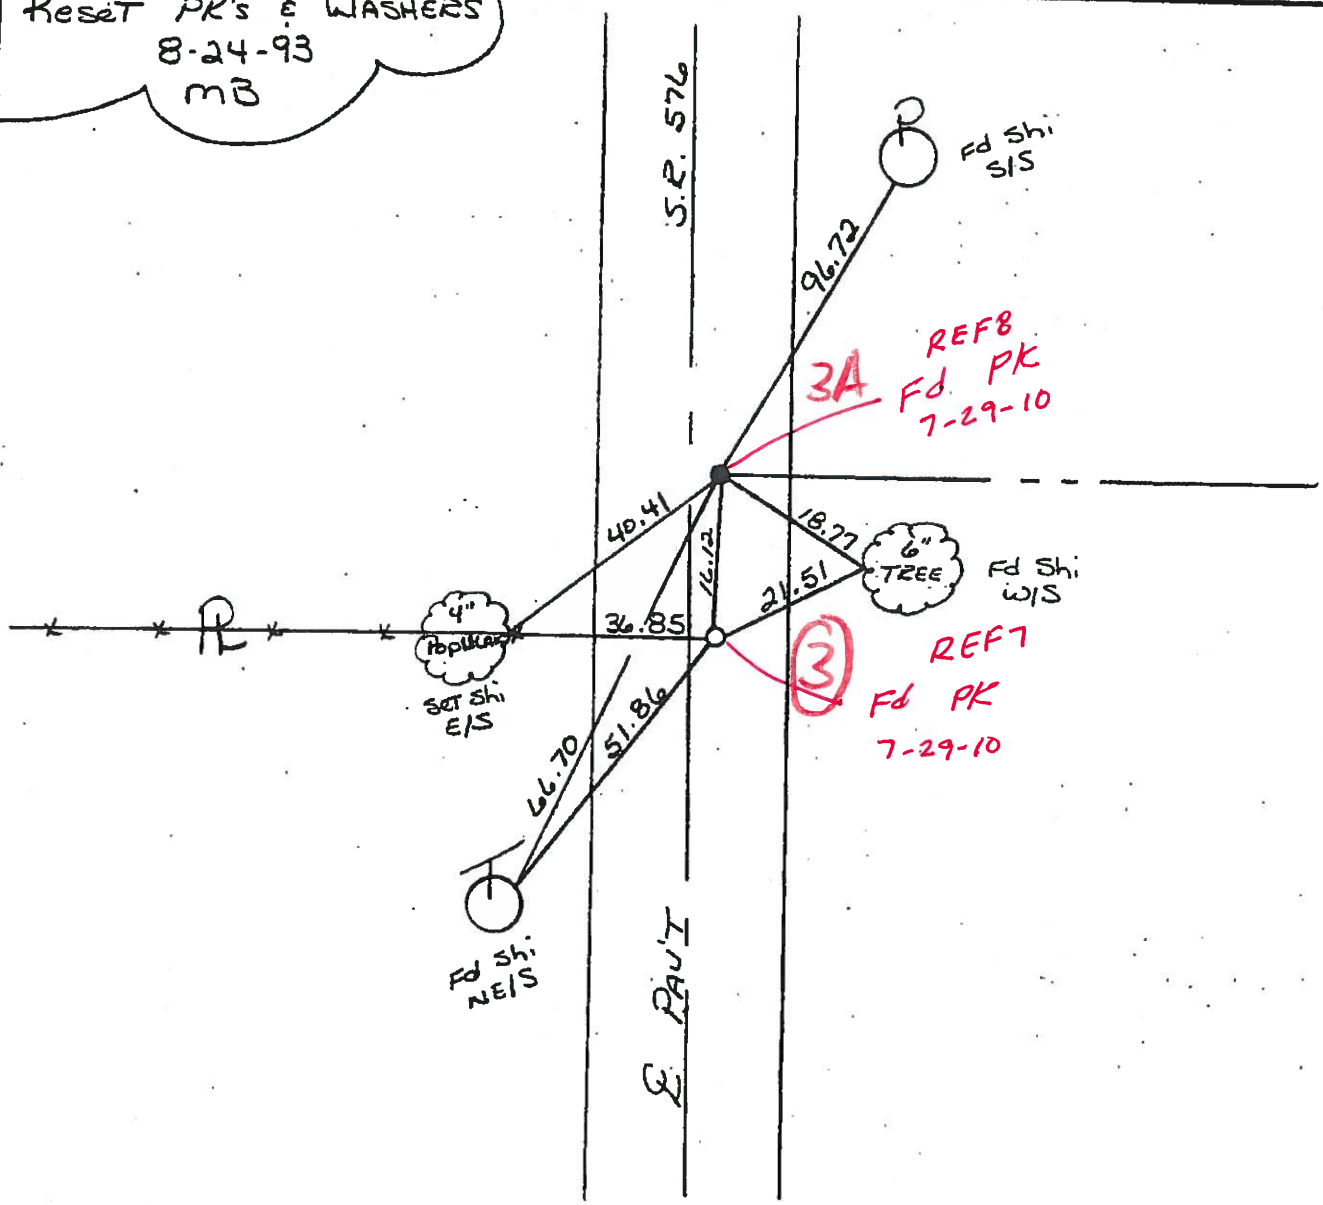 Reset PK's & WASHERS
8-24-93
MB
S.R. 576
Fd Shi
S/S
96.72
REF8
3A
Fd PK
7-29-10
40.41
16.12
18.77
6"
TREE
Fd Shi
W/S
21.51
4"
POPULAR
36.85
PL
SET Shi
E/S
3
REF7
Fd PK
7-29-10
66.70
51.86
Fd Shi
NE/S
℄ PAV'T